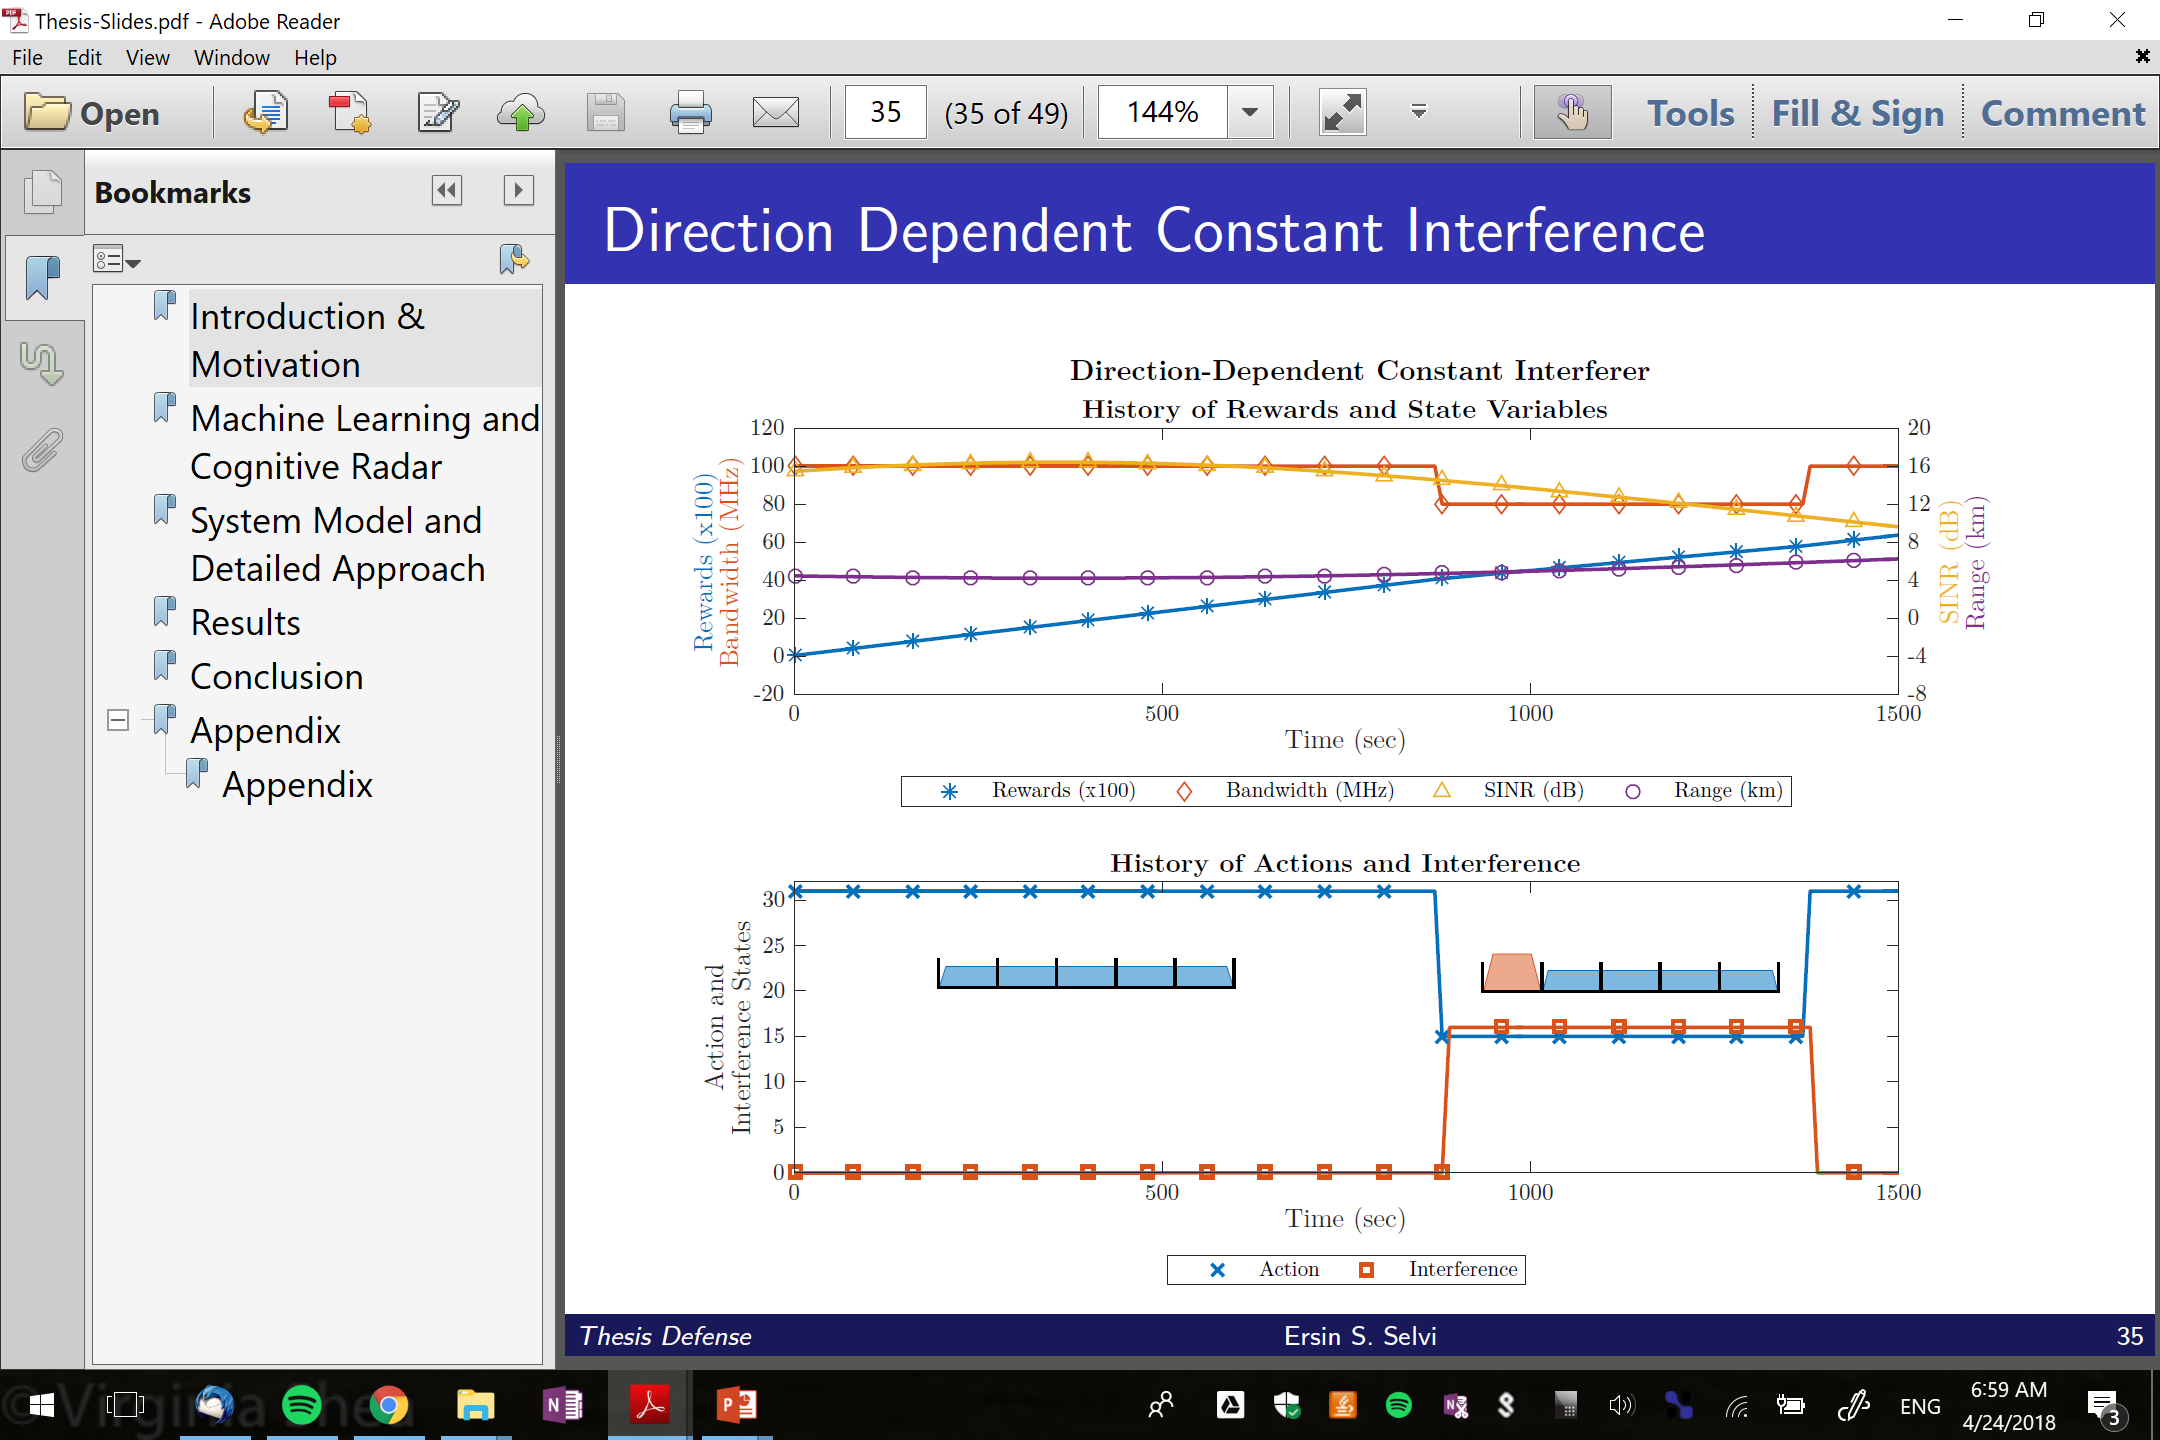 Thesis-Slides.pdf - Adobe Reader
File Edit View Window Help
Open 35 (35 of 49) 144% Tools Fill & Sign Comment
Bookmarks
Introduction &
Motivation
Machine Learning and
Cognitive Radar
System Model and
Detailed Approach
Results
Conclusion
Appendix
Appendix
Direction Dependent Constant Interference
Direction-Dependent Constant Interferer
History of Rewards and State Variables
Rewards (x100)
Bandwidth (MHz)
120
100
80
60
40
20
0
-20
20
16
12
8
4
0
-4
-8
SINR (dB)
Range (km)
0 500 1000 1500
Time (sec)
Rewards (x100) Bandwidth (MHz) SINR (dB) Range (km)
History of Actions and Interference
Action and
Interference States
30
25
20
15
10
5
0
0 500 1000 1500
Time (sec)
Action Interference
Thesis Defense Ersin S. Selvi 35
ENG
6:59 AM
4/24/2018
3